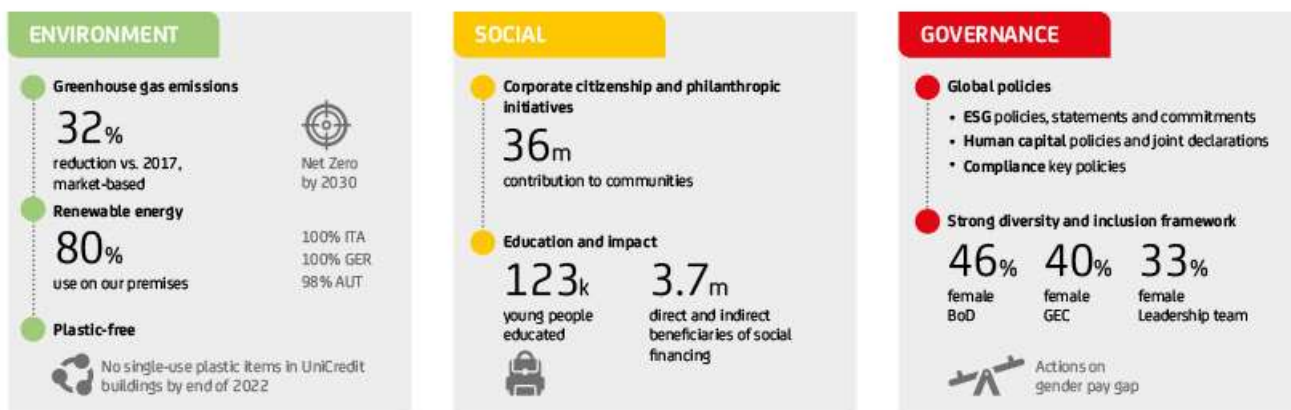 ENVIRONMENT
Greenhouse gas emissions
32%
reduction vs. 2017,
market-based
Net Zero
by 2030
Renewable energy
80%
use on our premises
100% ITA
100% GER
98% AUT
Plastic-free
No single-use plastic items in UniCredit
buildings by end of 2022
SOCIAL
Corporate citizenship and philanthropic
initiatives
36m
contribution to communities
Education and impact
123k
young people
educated
3.7m
direct and indirect
beneficiaries of social
financing
GOVERNANCE
Global policies
• ESG policies, statements and commitments
• Human capital policies and joint declarations
• Compliance key policies
Strong diversity and inclusion framework
46%
female
BoD
40%
female
GEC
33%
female
Leadership team
Actions on
gender pay gap